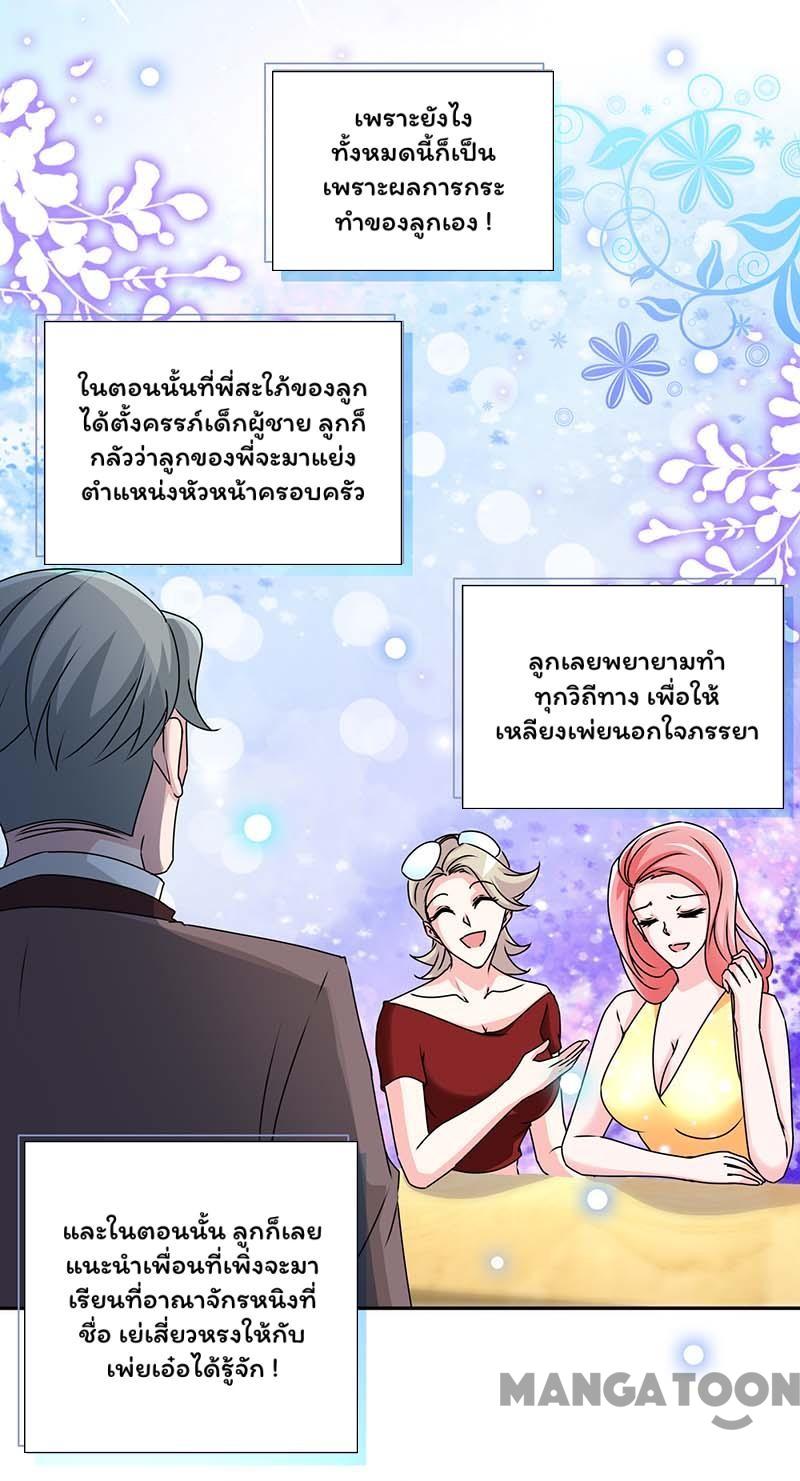 เพราะยังไง
ทั้งหมดนี้ก็เป็น
เพราะผลการกระ
ทำของลูกเอง !
ในตอนนั้นที่พี่สะใภ้ของลูก
ได้ตั้งครรภ์เด็กผู้ชาย ลูกก็
กลัวว่าลูกของพี่จะมาแย่ง
ตำแหน่งหัวหน้าครอบครัว
ลูกเลยพยายามทำ
ทุกวิถีทาง เพื่อให้
เหลียงเพ่ยนอกใจภรรยา
และในตอนนั้น ลูกก็เลย
แนะนำเพื่อนที่เพิ่งจะมา
เรียนที่อาณาจักรหนิงที่
ชื่อ เย่เสี่ยวหรงให้กับ
เพ่ยเอ๋อได้รู้จัก !
MANGATOON